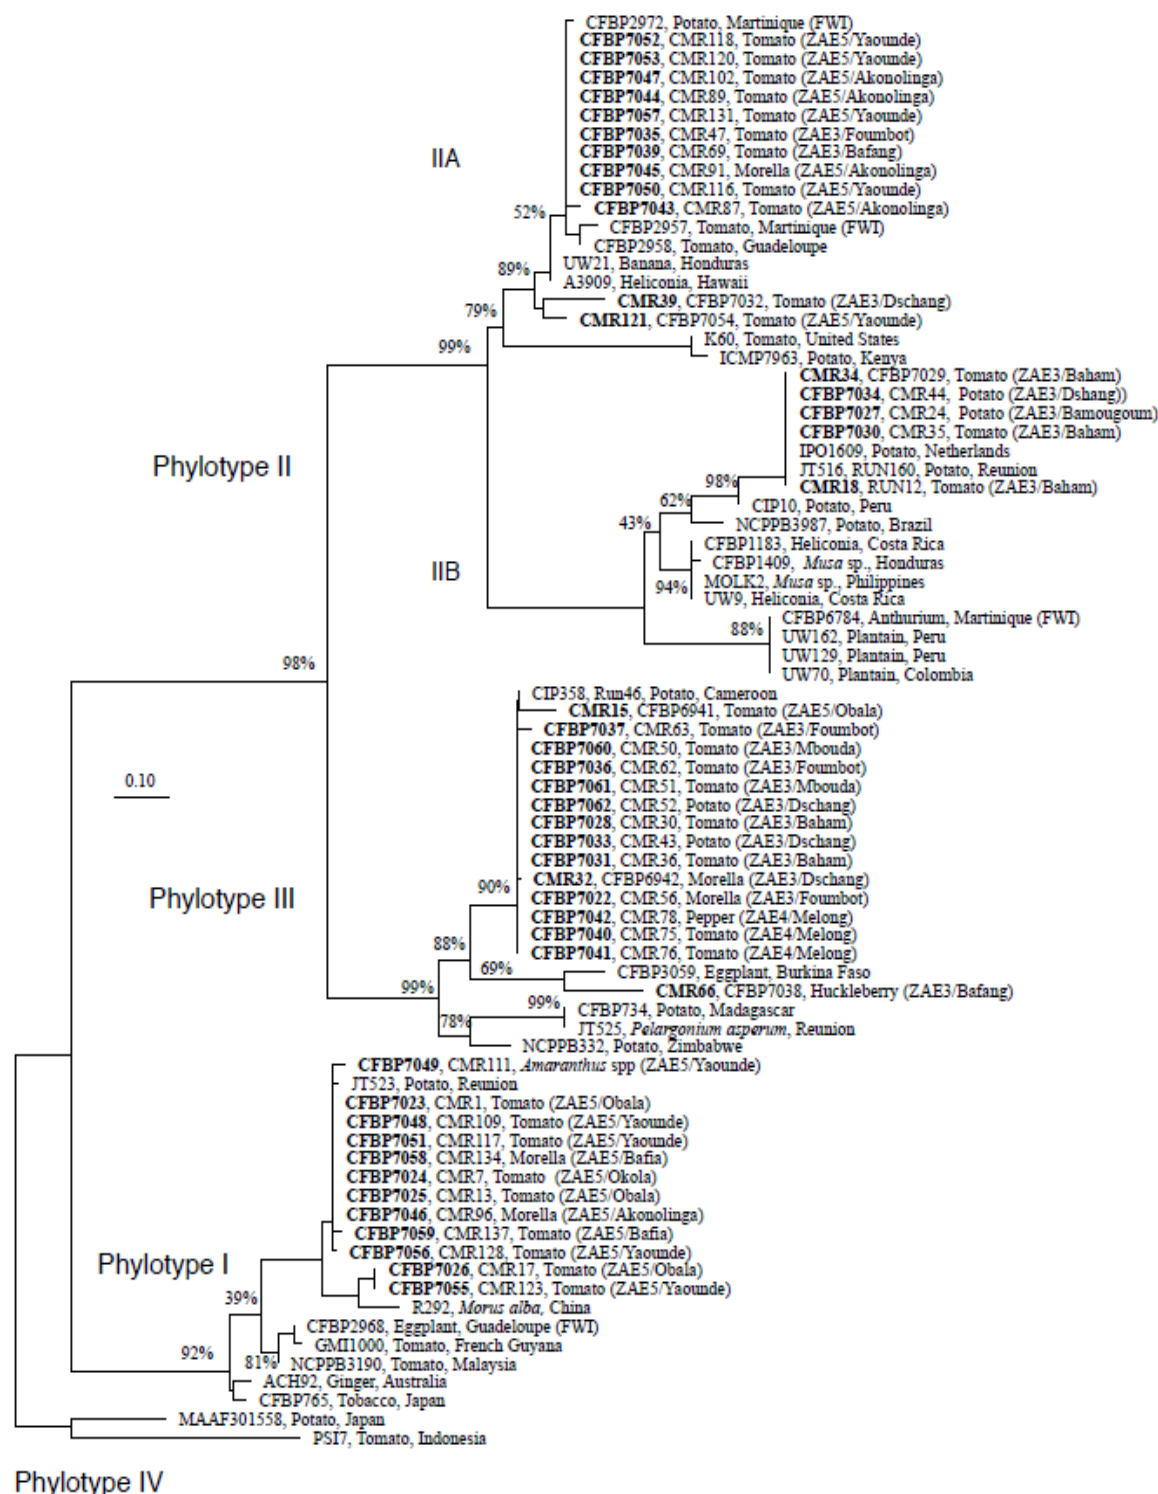 CFBP2972, Potato, Martinique (FWI)
CFBP7052, CMR118, Tomato (ZAE5/Yaounde)
CFBP7053, CMR120, Tomato (ZAE5/Yaounde)
CFBP7047, CMR102, Tomato (ZAE5/Akonolinga)
CFBP7044, CMR89, Tomato (ZAE5/Akonolinga)
CFBP7057, CMR131, Tomato (ZAE5/Yaounde)
CFBP7035, CMR47, Tomato (ZAE3/Foumbot)
CFBP7039, CMR69, Tomato (ZAE3/Bafang)
IIA
CFBP7045, CMR91, Morella (ZAE5/Akonolinga)
CFBP7050, CMR116, Tomato (ZAE5/Yaounde)
52%
CFBP7043, CMR87, Tomato (ZAE5/Akonolinga)
CFBP2957, Tomato, Martinique (FWI)
CFBP2958, Tomato, Guadeloupe
89%
UW21, Banana, Honduras
A3909, Heliconia, Hawaii
79%
CMR39, CFBP7032, Tomato (ZAE3/Dschang)
CMR121, CFBP7054, Tomato (ZAE5/Yaounde)
99%
K60, Tomato, United States
ICMP7963, Potato, Kenya
CMR34, CFBP7029, Tomato (ZAE3/Baham)
CFBP7034, CMR44, Potato (ZAE3/Dshang))
CFBP7027, CMR24, Potato (ZAE3/Bamougoum)
CFBP7030, CMR35, Tomato (ZAE3/Baham)
IPO1609, Potato, Netherlands
Phylotype II
JT516, RUN160, Potato, Reunion
98%
CMR18, RUN12, Tomato (ZAE3/Baham)
62%
CIP10, Potato, Peru
43%
NCPPB3987, Potato, Brazil
CFBP1183, Heliconia, Costa Rica
CFBP1409, Musa sp., Honduras
IIB
MOLK2, Musa sp., Philippines
94%
UW9, Heliconia, Costa Rica
CFBP6784, Anthurium, Martinique (FWI)
88%
UW162, Plantain, Peru
UW129, Plantain, Peru
98%
UW70, Plantain, Colombia
CIP358, Run46, Potato, Cameroon
CMR15, CFBP6941, Tomato (ZAE5/Obala)
CFBP7037, CMR63, Tomato (ZAE3/Foumbot)
CFBP7060, CMR50, Tomato (ZAE3/Mbouda)
CFBP7036, CMR62, Tomato (ZAE3/Foumbot)
0.10
CFBP7061, CMR51, Tomato (ZAE3/Mbouda)
CFBP7062, CMR52, Potato (ZAE3/Dschang)
CFBP7028, CMR30, Tomato (ZAE3/Baham)
CFBP7033, CMR43, Potato (ZAE3/Dschang)
CFBP7031, CMR36, Tomato (ZAE3/Baham)
90%
CMR32, CFBP6942, Morella (ZAE3/Dschang)
Phylotype III
CFBP7022, CMR56, Morella (ZAE3/Foumbot)
CFBP7042, CMR78, Pepper (ZAE4/Melong)
CFBP7040, CMR75, Tomato (ZAE4/Melong)
88%
CFBP7041, CMR76, Tomato (ZAE4/Melong)
69%
CFBP3059, Eggplant, Burkina Faso
99%
CMR66, CFBP7038, Huckleberry (ZAE3/Bafang)
99%
CFBP734, Potato, Madagascar
78%
JT525, Pelargonium asperum, Reunion
NCPPB332, Potato, Zimbabwe
CFBP7049, CMR111, Amaranthus spp (ZAE5/Yaounde)
JT523, Potato, Reunion
CFBP7023, CMR1, Tomato (ZAE5/Obala)
CFBP7048, CMR109, Tomato (ZAE5/Yaounde)
CFBP7051, CMR117, Tomato (ZAE5/Yaounde)
CFBP7058, CMR134, Morella (ZAE5/Bafia)
CFBP7024, CMR7, Tomato (ZAE5/Okola)
CFBP7025, CMR13, Tomato (ZAE5/Obala)
CFBP7046, CMR96, Morella (ZAE5/Akonolinga)
CFBP7059, CMR137, Tomato (ZAE5/Bafia)
CFBP7056, CMR128, Tomato (ZAE5/Yaounde)
Phylotype I
CFBP7026, CMR17, Tomato (ZAE5/Obala)
CFBP7055, CMR123, Tomato (ZAE5/Yaounde)
39%
R292, Morus alba, China
CFBP2968, Eggplant, Guadeloupe (FWI)
GMI1000, Tomato, French Guyana
92%
81%
NCPPB3190, Tomato, Malaysia
ACH92, Ginger, Australia
CFBP765, Tobacco, Japan
MAAF301558, Potato, Japan
PSI7, Tomato, Indonesia
Phylotype IV